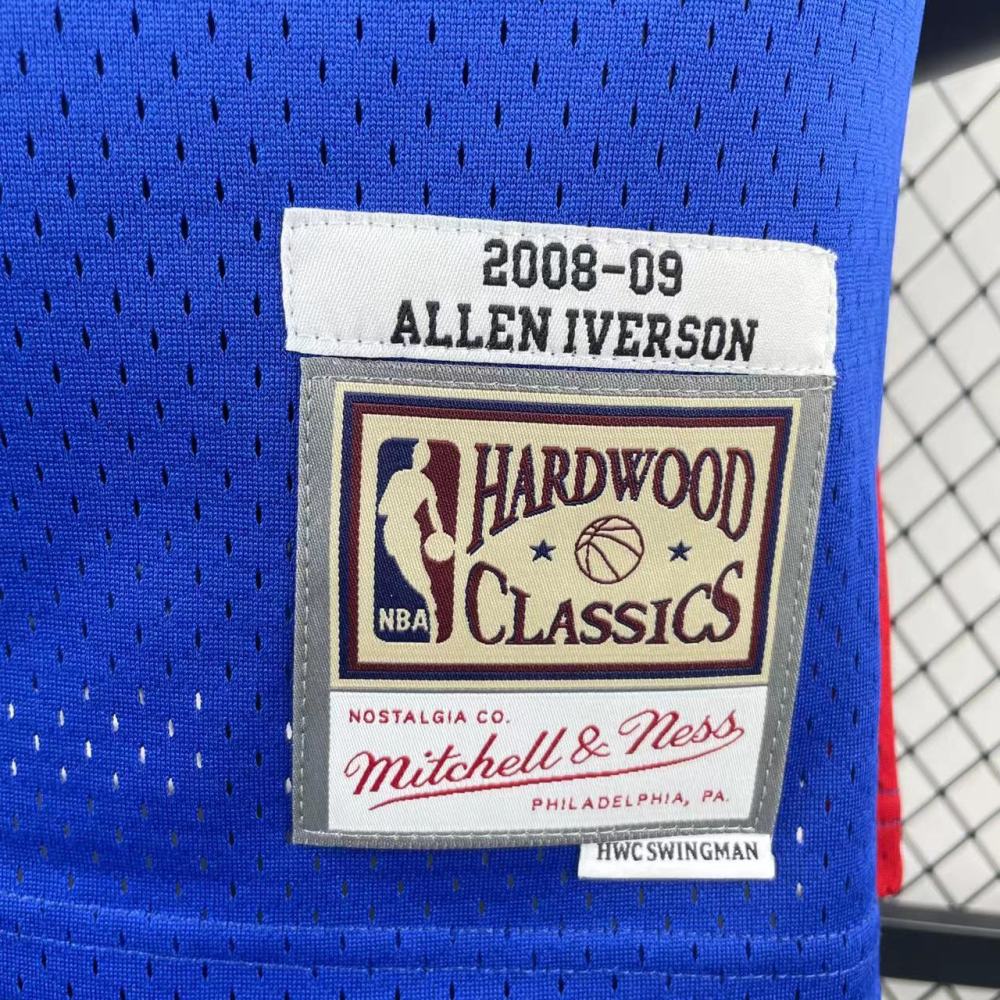 2008-09
ALLEN IVERSON
HARDWOOD
CLASSICS
NBA
NOSTALGIA CO.
Mitchell & Ness
PHILADELPHIA, PA.
HWC SWINGMAN